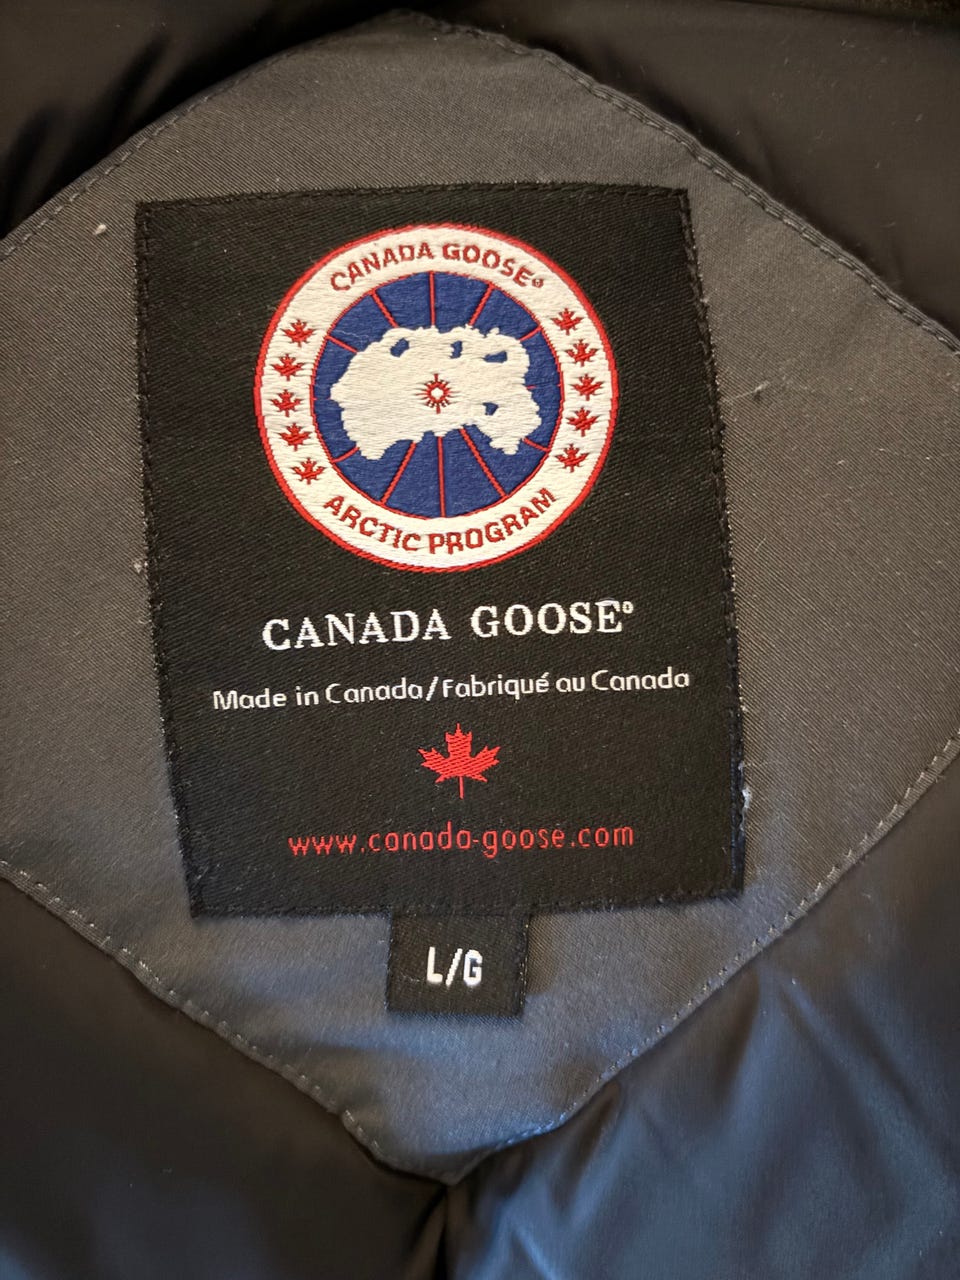 CANADA GOOSE®
ARCTIC PROGRAM
CANADA GOOSE®
Made in Canada/Fabriqué au Canada
www.canada-goose.com
L/G